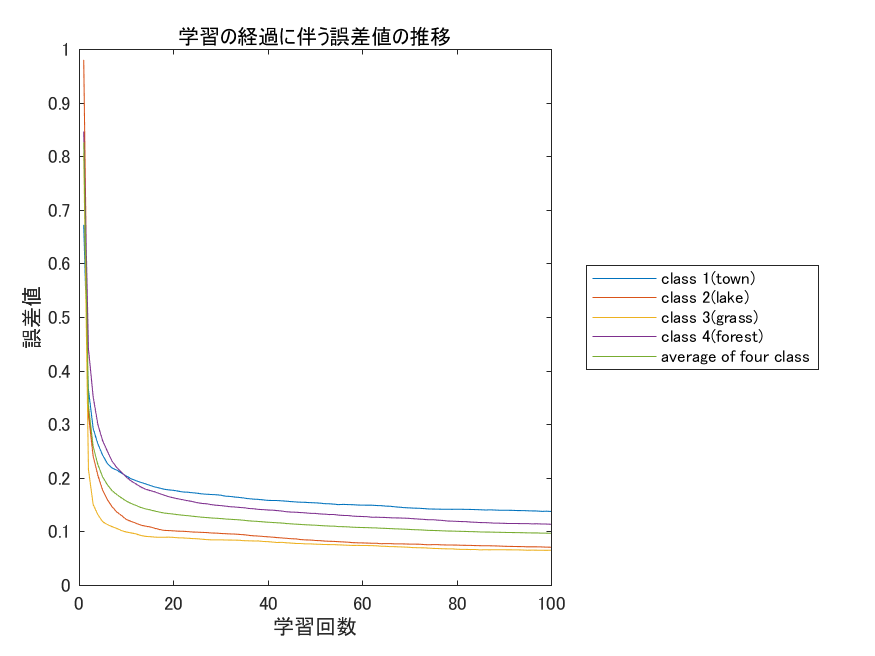 学習の経過に伴う誤差値の推移
1
0.9
0.8
0.7
0.6
0.5
0.4
0.3
0.2
0.1
0
誤差値
0 20 40 60 80 100
学習回数
class 1(town)
class 2(lake)
class 3(grass)
class 4(forest)
average of four class